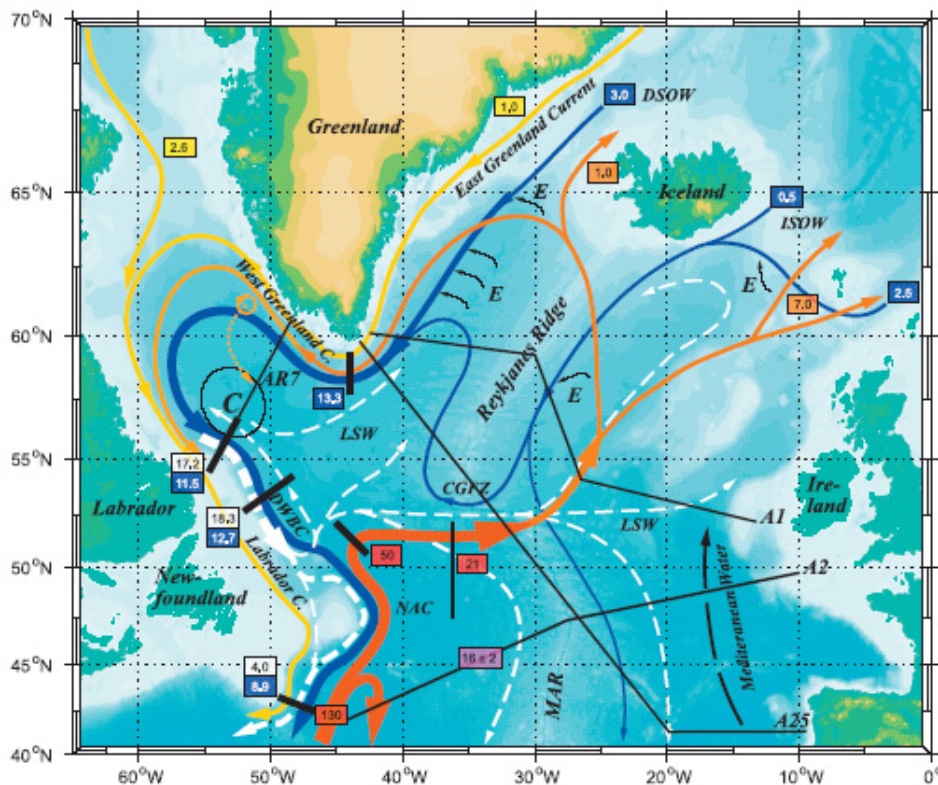 70°N
65°N
60°N
55°N
50°N
45°N
40°N
60°W
50°W
40°W
30°W
20°W
10°W
0°W
Greenland
1,0
East Greenland Current
3.0
DSOW
2.6
1,0
Iceland
0.5
ISOW
E
E
E
7.0
2.5
West Greenland C.
Reykjanes Ridge
AR7
13.3
E
C
LSW
17.2
11.5
Labrador
CGFZ
Ire-
land
18.3
12.7
DWBC
LSW
A1
Labrador C.
50
21
A2
New-
foundland
NAC
Mediteranean Water
16 ± 2
4,0
8.9
MAR
130
A25